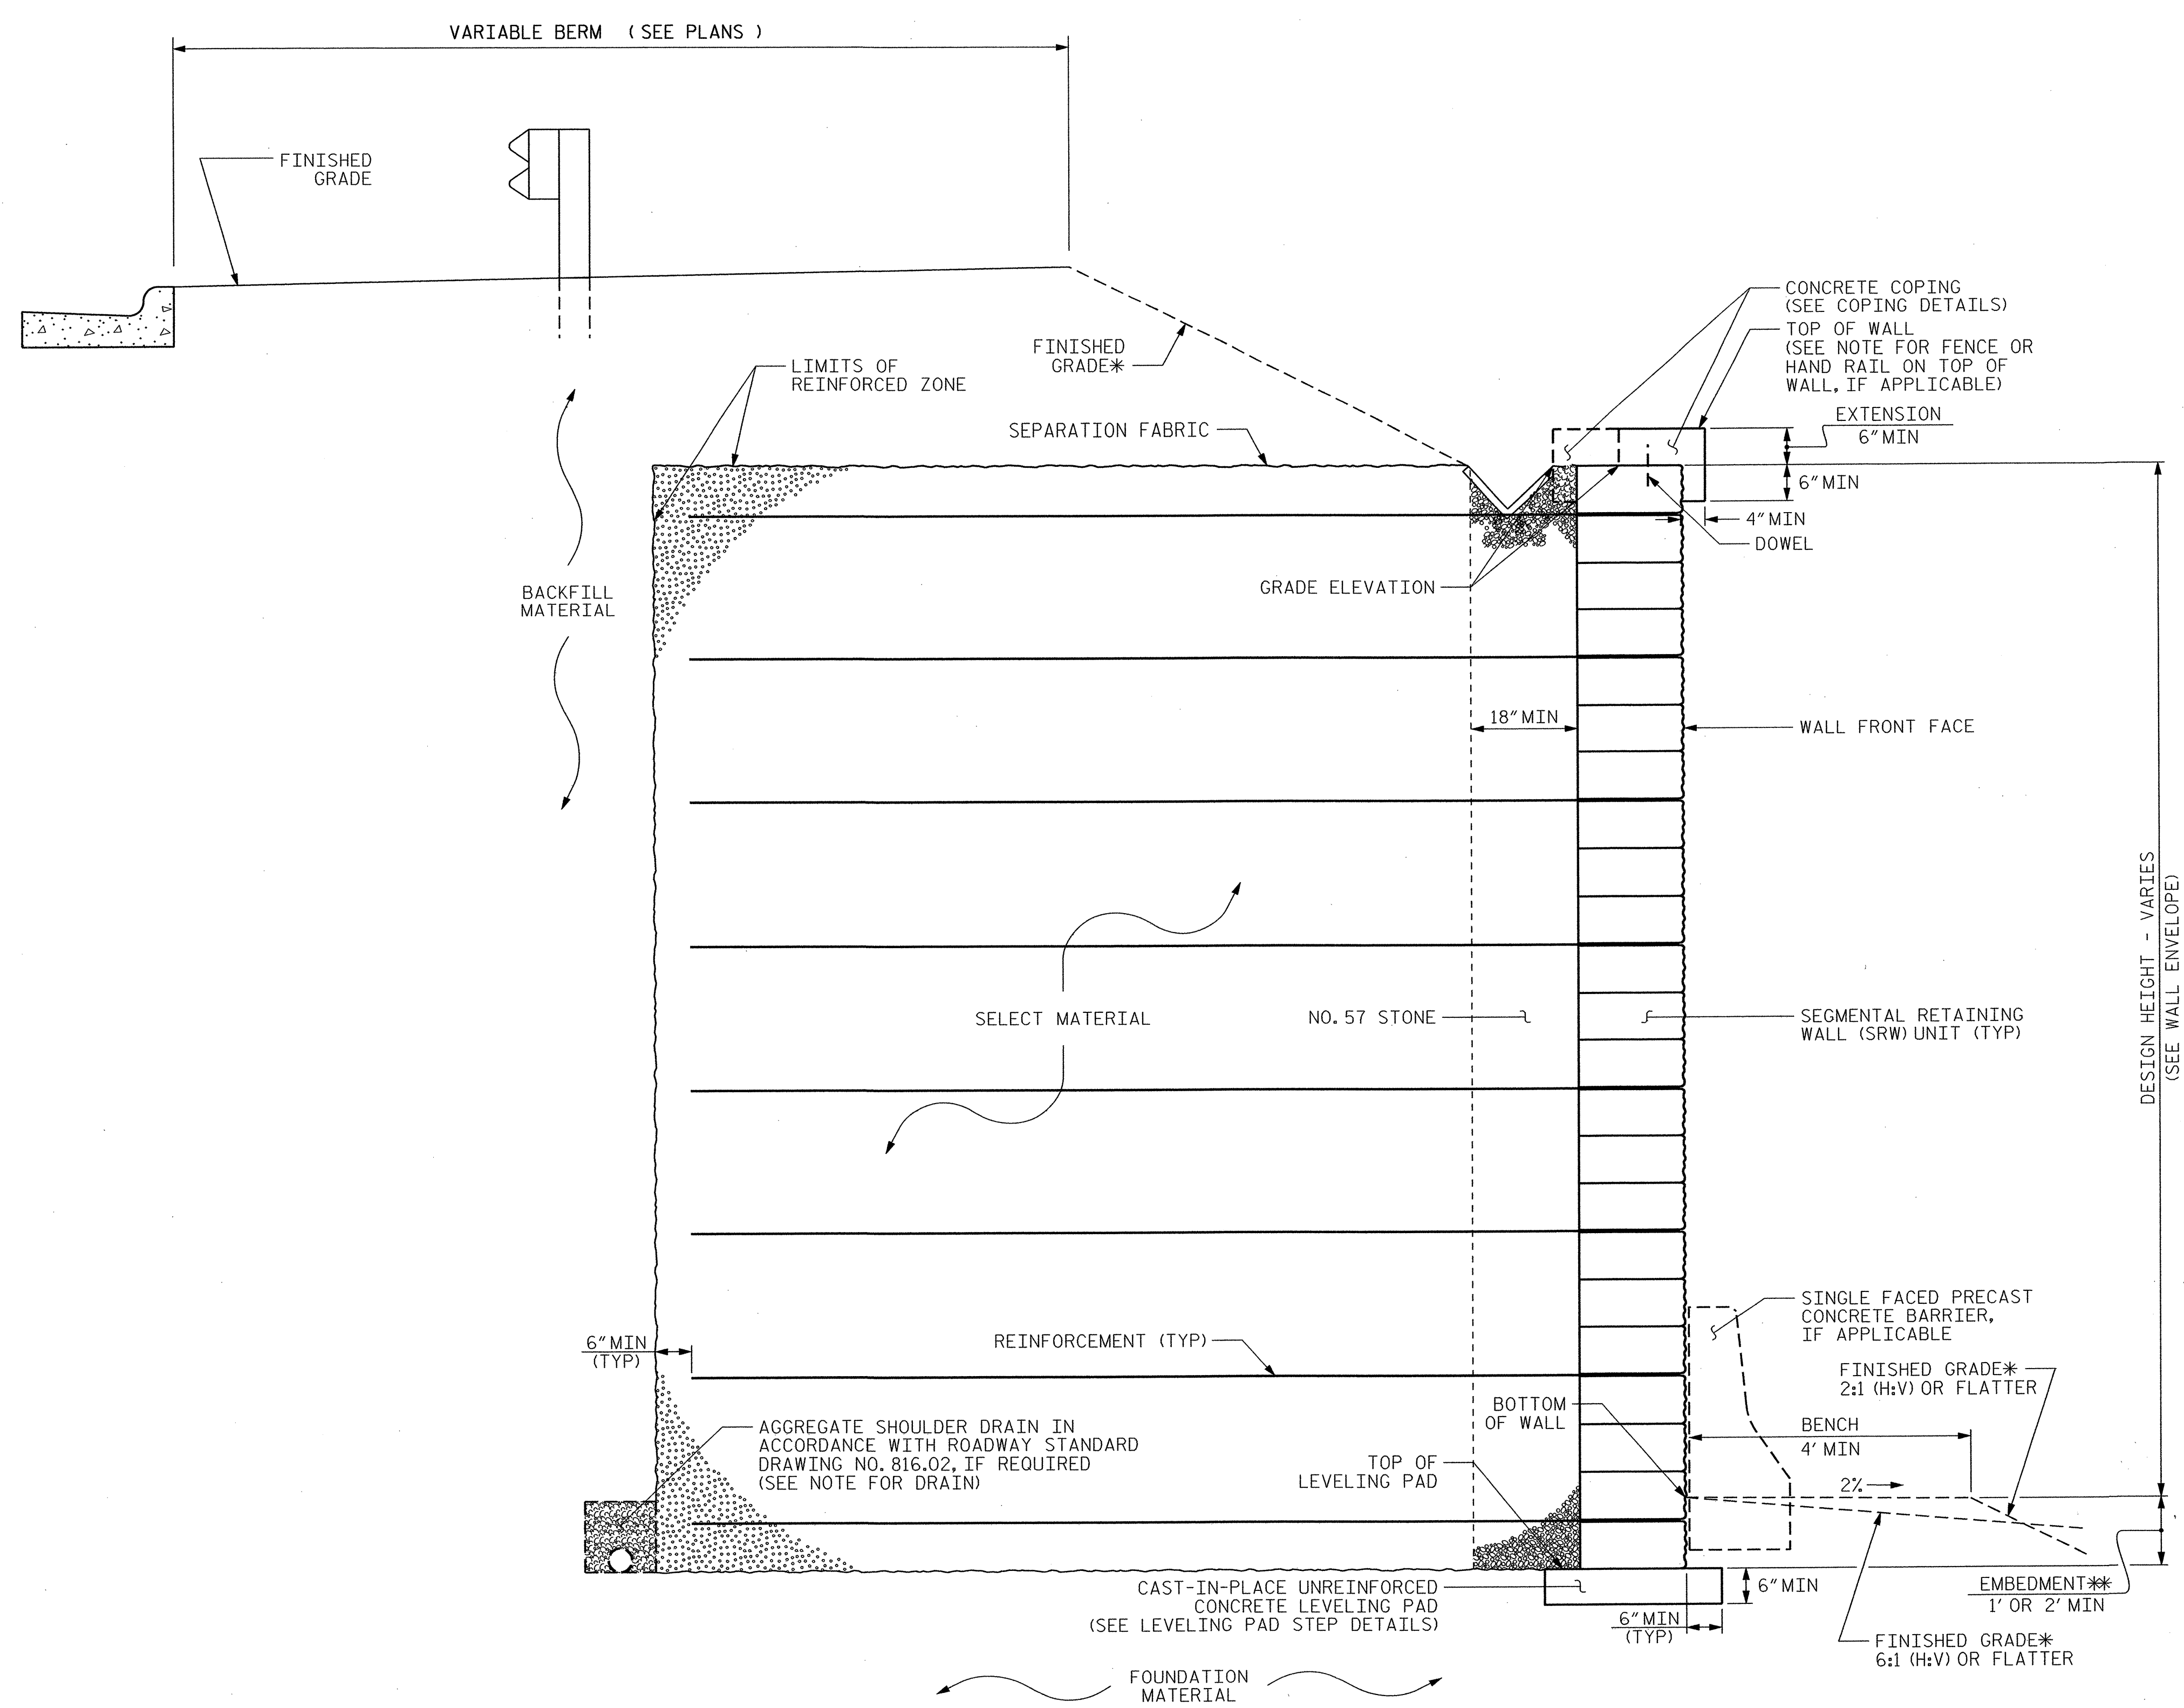 VARIABLE BERM ( SEE PLANS )
FINISHED
GRADE
CONCRETE COPING
(SEE COPING DETAILS)
TOP OF WALL
(SEE NOTE FOR FENCE OR
HAND RAIL ON TOP OF
WALL, IF APPLICABLE)
FINISHED
GRADE*
LIMITS OF
REINFORCED ZONE
SEPARATION FABRIC
EXTENSION
6" MIN
6" MIN
4" MIN
DOWEL
GRADE ELEVATION
BACKFILL
MATERIAL
18" MIN
WALL FRONT FACE
DESIGN HEIGHT - VARIES
(SEE WALL ENVELOPE)
SELECT MATERIAL
NO. 57 STONE
SEGMENTAL RETAINING
WALL (SRW) UNIT (TYP)
SINGLE FACED PRECAST
CONCRETE BARRIER,
IF APPLICABLE
6" MIN
(TYP)
REINFORCEMENT (TYP)
FINISHED GRADE*
2:1 (H:V) OR FLATTER
BOTTOM
OF WALL
BENCH
4' MIN
AGGREGATE SHOULDER DRAIN IN
ACCORDANCE WITH ROADWAY STANDARD
DRAWING NO. 816.02, IF REQUIRED
(SEE NOTE FOR DRAIN)
TOP OF
LEVELING PAD
2%
CAST-IN-PLACE UNREINFORCED
CONCRETE LEVELING PAD
(SEE LEVELING PAD STEP DETAILS)
6" MIN
6" MIN
(TYP)
EMBEDMENT**
1' OR 2' MIN
FINISHED GRADE*
6:1 (H:V) OR FLATTER
FOUNDATION
MATERIAL